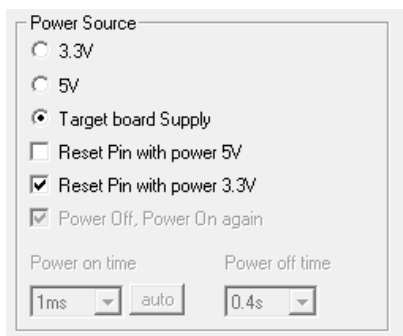 Power Source
3.3V
5V
Target board Supply
Reset Pin with power 5V
Reset Pin with power 3.3V
Power Off, Power On again
Power on time Power off time
1ms auto 0.4s